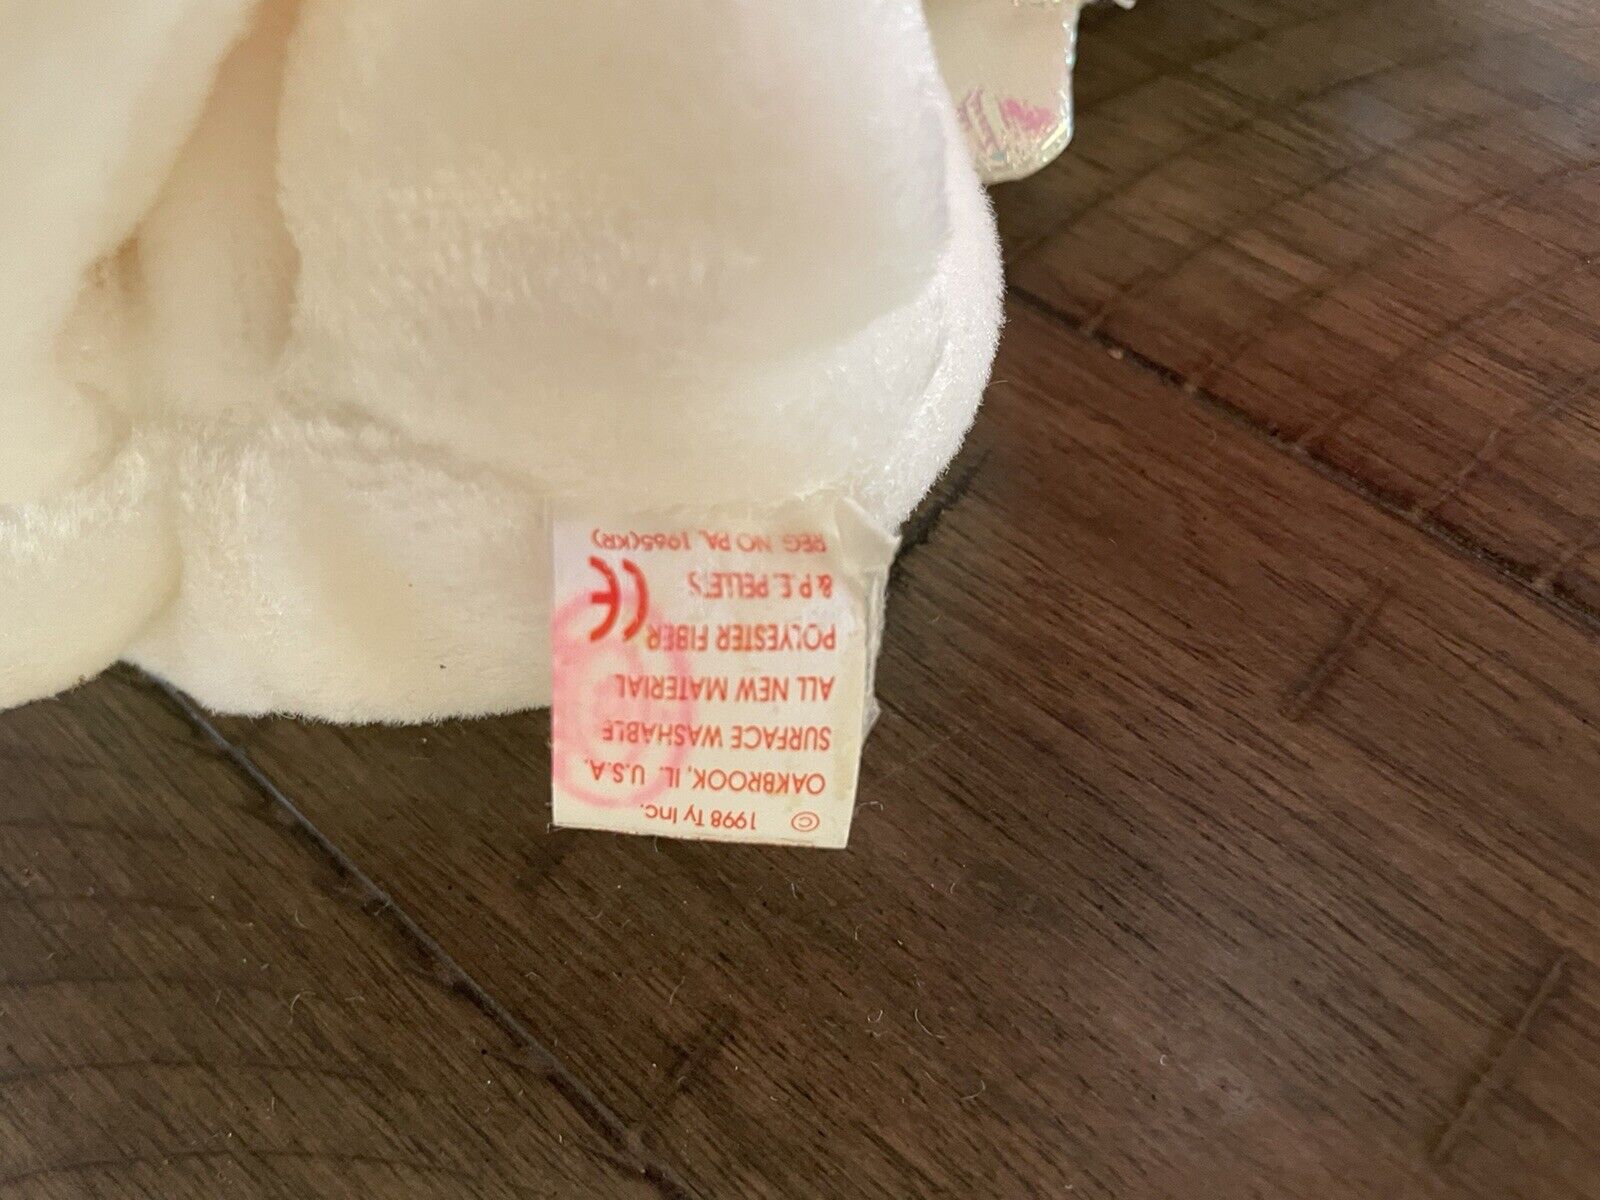 © 1998 Ty Inc.
OAKBROOK, IL. U.S.A.
SURFACE WASHABLE
ALL NEW MATERIAL
POLYESTER FIBER
& P.E. PELLETS CE
REG. NO PA. 1965(KR)